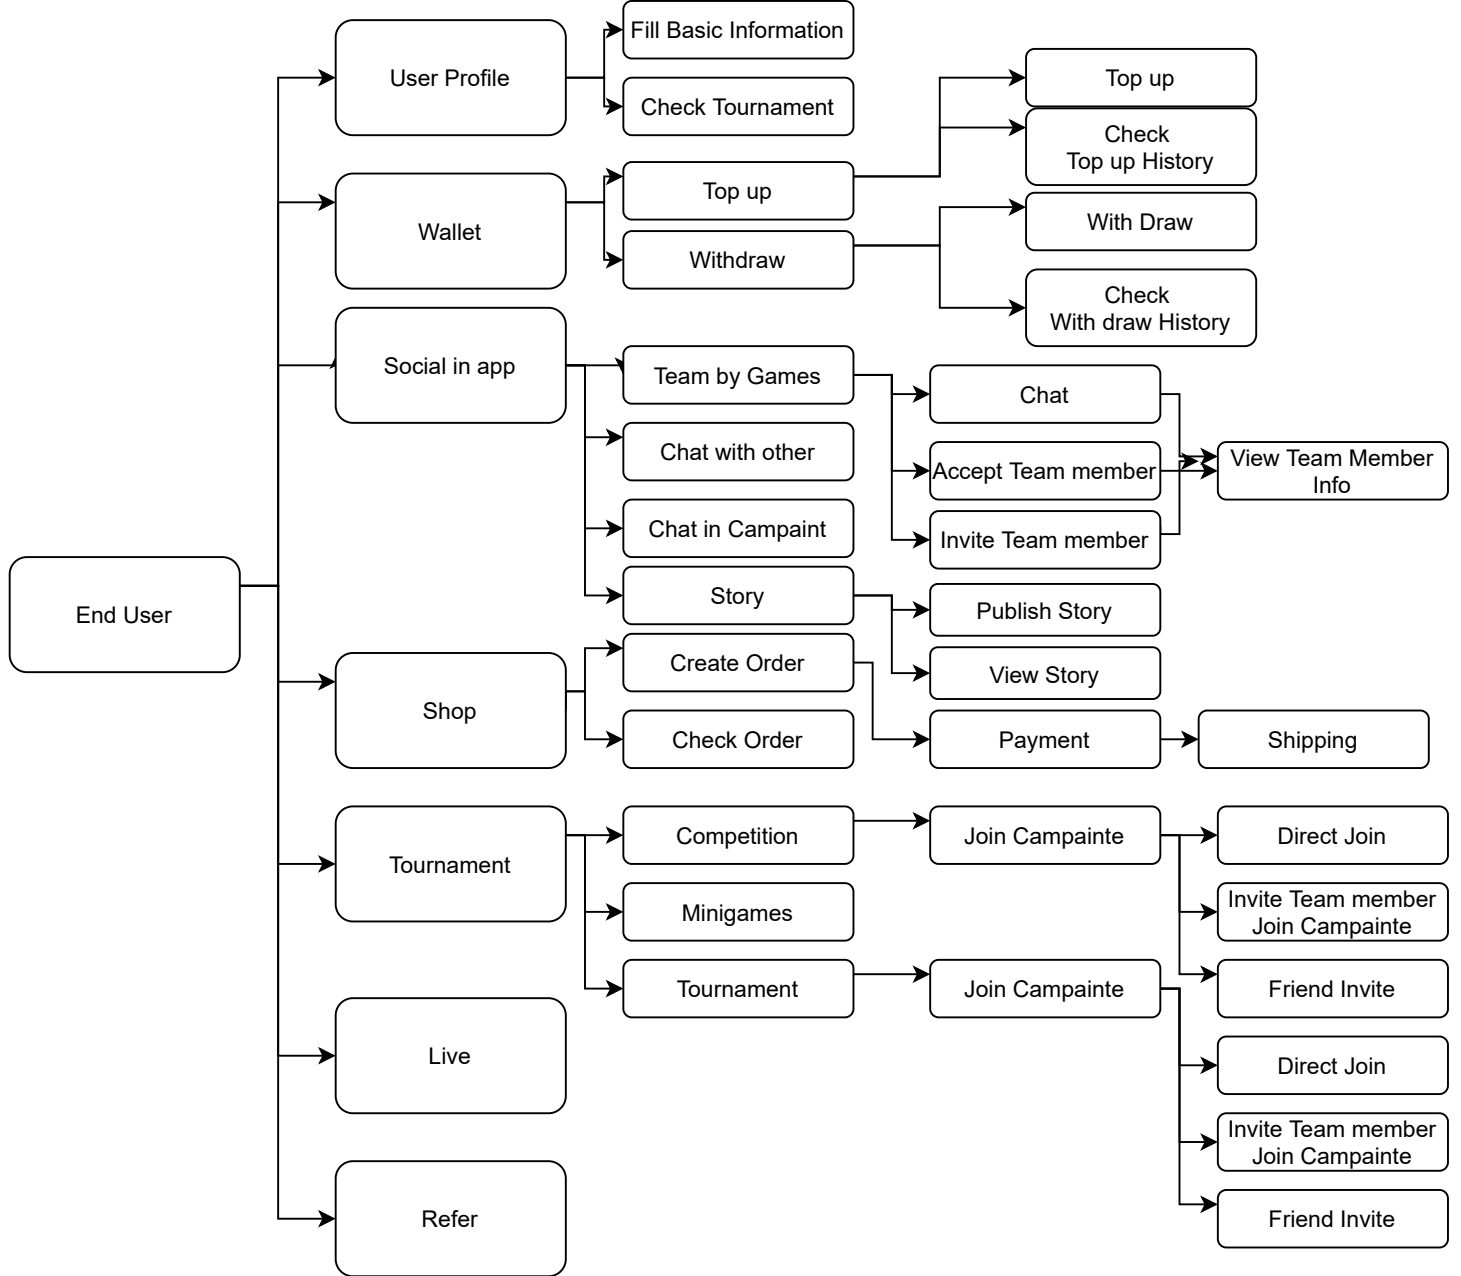 Fill Basic Information
User Profile
Top up
Check Tournament
Check
Top up History
Top up
With Draw
Wallet
Withdraw
Check
With draw History
Social in app
Team by Games
Chat
Chat with other
View Team Member
Info
Accept Team member
Chat in Campaint
Invite Team member
Story
Publish Story
End User
Create Order
View Story
Shop
Check Order
Payment
Shipping
Competition
Join Campainte
Direct Join
Tournament
Minigames
Invite Team member
Join Campainte
Tournament
Join Campainte
Friend Invite
Live
Direct Join
Invite Team member
Join Campainte
Refer
Friend Invite